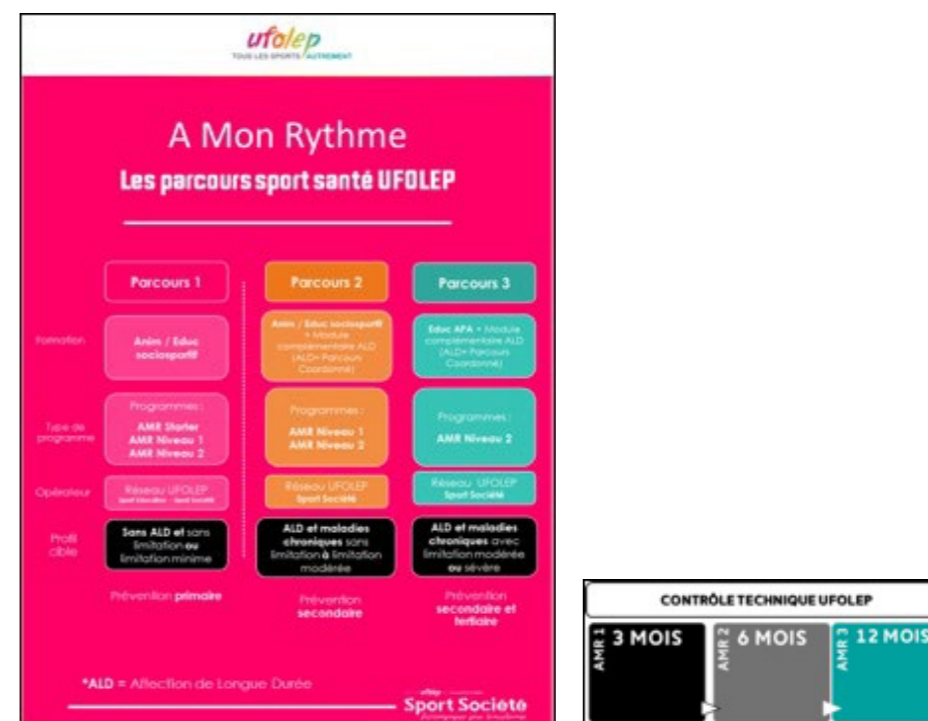 ufolep
TOUS LES SPORTS AUTREMENT
A Mon Rythme
Les parcours sport santé UFOLEP
Parcours 1
Parcours 2
Parcours 3
Formation
Anim / Educ
sociosportif
Anim / Educ sociosportif
+ Module
complémentaire ALD
(ALD+ Parcours
Coordonné)
Educ APA + Module
complémentaire ALD
(ALD+ Parcours
Coordonné)
Type de
programme
Programmes :
AMR Starter
AMR Niveau 1
AMR Niveau 2
Programmes :
AMR Niveau 1
AMR Niveau 2
Programmes :
AMR Niveau 2
Opérateur
Réseau UFOLEP
Sport Education - Sport Société
Réseau UFOLEP
Sport Société
Réseau UFOLEP
Sport Société
Profil
cible
Sans ALD et sans
limitation ou
limitation minime
ALD et maladies
chroniques sans
limitation à limitation
modérée
ALD et maladies
chroniques avec
limitation modérée
ou sévère
Prévention primaire
Prévention
secondaire
Prévention
secondaire et
tertiaire
*ALD = Affection de Longue Durée
ufolep
Sport Société
CONTRÔLE TECHNIQUE UFOLEP
AMR 1
3 MOIS
AMR 2
6 MOIS
AMR 3
12 MOIS